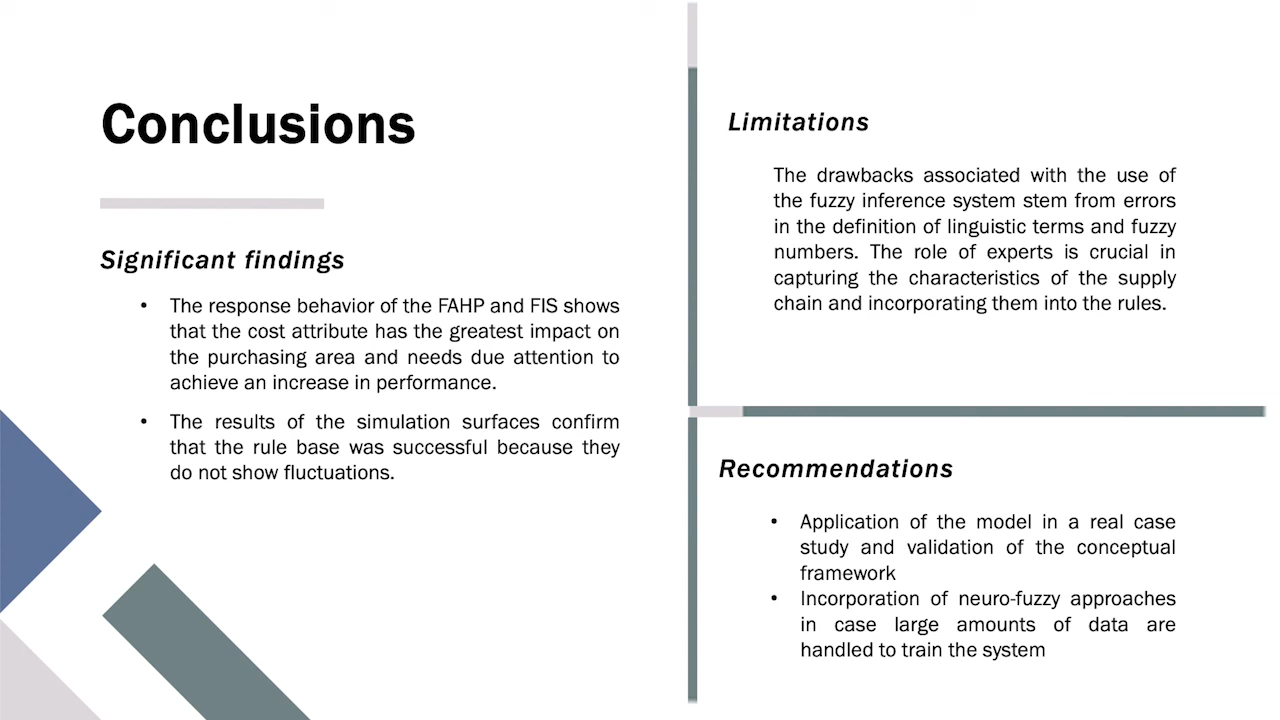 Conclusions
Significant findings
• The response behavior of the FAHP and FIS shows
that the cost attribute has the greatest impact on
the purchasing area and needs due attention to
achieve an increase in performance.
• The results of the simulation surfaces confirm
that the rule base was successful because they
do not show fluctuations.
Limitations
The drawbacks associated with the use of
the fuzzy inference system stem from errors
in the definition of linguistic terms and fuzzy
numbers. The role of experts is crucial in
capturing the characteristics of the supply
chain and incorporating them into the rules.
Recommendations
• Application of the model in a real case
study and validation of the conceptual
framework
• Incorporation of neuro-fuzzy approaches
in case large amounts of data are
handled to train the system